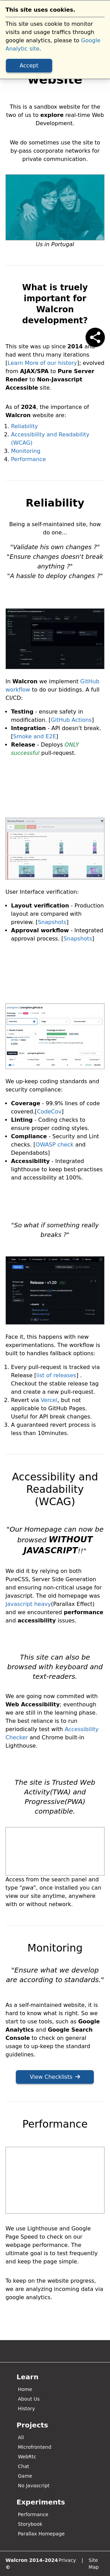 This site uses cookies.
This site uses cookie to monitor
visits and usage traffics through
google analytics, please to Google
Analytic site.
Accept
website
This is a sandbox website for the
two of us to explore real-time Web
Development.
We do sometimes use the site to
by-pass corporate networks for
private communication.
Us in Portugal
What is truely
important for
Walcron
development?
This site was up since 2014 and
had went thru many iterations
[Learn More of our history]; evolved
from AJAX/SPA to Pure Server
Render to Non-Javascript
Accessible site.
As of 2024, the importance of
Walcron website are:
1. Reliability
2. Accessibility and Readability
(WCAG)
3. Monitoring
4. Performance
Reliability
Being a self-maintained site, how
do one...
"Validate his own changes ?"
"Ensure changes doesn't break
anything ?"
"A hassle to deploy changes ?"
In Walcron we implement GitHub
workflow to do our biddings. A full
CI/CD:
• Testing - ensure safety in
modification. [GitHub Actions]
• Integration - API doesn't break.
[Smoke and E2E]
• Release - Deploys ONLY
successful pull-request.
User Interface verification:
• Layout verification - Production
layout are compared with
preview. [Snapshots]
• Approval workflow - Integrated
approval process. [Snapshots]
We up-keep coding standards and
security compliance:
• Coverage - 99.9% lines of code
covered.[CodeCov]
• Linting - Coding checks to
ensure proper coding styles.
• Compliance - Security and Lint
checks. [OWASP check and
Dependabots]
• Accessibility - Integrated
lighthouse to keep best-practises
and accessibility at 100%.
"So what if something really
breaks ?"
Release - v1.20
Face it, this happens with new
experimentations. The workflow is
built to handles fallback options:
1. Every pull-request is tracked via
Release [list of releases] .
Checkout to the stable release tag
and create a new pull-request.
2. Revert via Vercel, but not
applicable to GitHub Pages.
Useful for API break changes.
3. A guaranteed revert process is
less than 10minutes.
Accessibility and
Readability
(WCAG)
"Our Homepage can now be
browsed WITHOUT
JAVASCRIPT!!"
We did it by relying on both
PureCSS, Server Side Generation
and ensuring non-critical usage for
Javascript. The old homepage was
Javascript heavy(Parllax Effect)
and we encountered performance
and accessibility issues.
This site can also be
browsed with keyboard and
text-readers.
We are going now commited with
Web Accessibility; even though
we are still in the learning phase.
The best reliance is to run
periodically test with Accessibility
Checker and Chrome built-in
Lighthouse.
The site is Trusted Web
Activity(TWA) and
Progressive(PWA)
compatible.
Access from the search panel and
type "pwa", once installed you can
view our site anytime, anywhere
with or without network.
Monitoring
"Ensure what we develop
are according to standards."
As a self-maintained website, it is
hard to know what is right. So we
smart to use tools, such as Google
Analytics and Google Search
Console to check on general
usage to up-keep the standard
guidelines.
View Checklists →
Performance
We use Lighthouse and Google
Page Speed to check on our
webpage performance. The
ultimate goal is to test frequently
and keep the page simple.
To keep on the website progress,
we are analyzing incoming data via
google analytics.
Learn
Home
About Us
History
Projects
All
Microfrontend
WebRtc
Chat
Game
No Javascript
Experiments
Performance
Storybook
Parallax Homepage
Walcron 2014-2024 Privacy | Site
© Map